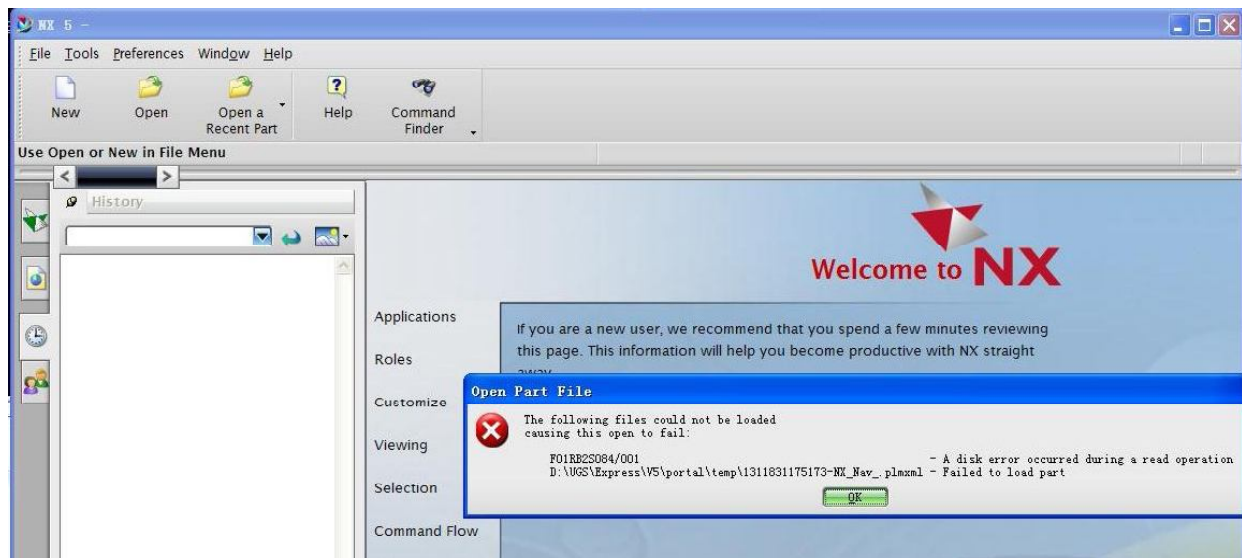 NX 5 -
File Tools Preferences Window Help
New Open Open a Recent Part Help Command Finder
Use Open or New in File Menu
History
Welcome to NX
Applications
Roles
Customize
Viewing
Selection
Command Flow
If you are a new user, we recommend that you spend a few minutes reviewing
this page. This information will help you become productive with NX straight
away.
Open Part File
The following files could not be loaded
causing this open to fail:
F01RB2S084/001 - A disk error occurred during a read operation
D:\UGS\Express\V5\portal\temp\1311831175173-NX_Nav_.plmxml - Failed to load part
OK